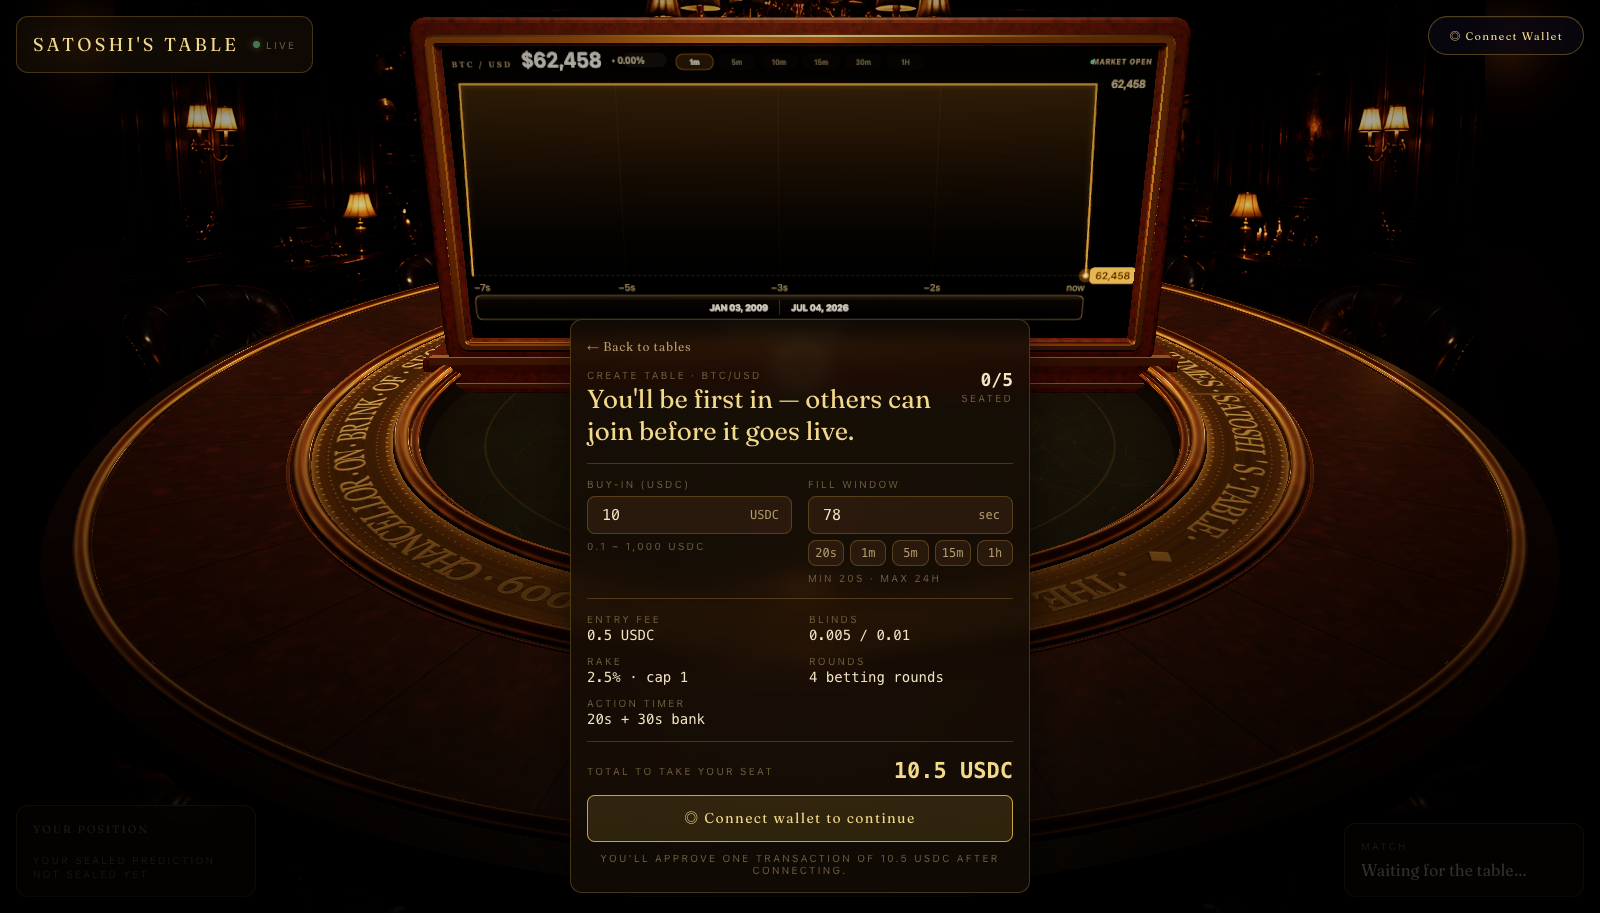 SATOSHI'S TABLE
LIVE
BTC / USD $62,458 • 0.00% 1m 5m 10m 15m 30m 1H MARKET OPEN
◎ Connect Wallet
62,458
62,458
−7s −5s −3s −2s now
JAN 03, 2009 JUL 04, 2026
← Back to tables
CREATE TABLE · BTC/USD
0/5
SEATED
You'll be first in — others can
join before it goes live.
BUY-IN (USDC)
10 USDC
0.1 – 1,000 USDC
FILL WINDOW
78 sec
20s 1m 5m 15m 1h
MIN 20S · MAX 24H
ENTRY FEE
0.5 USDC
BLINDS
0.005 / 0.01
RAKE
2.5% · cap 1
ROUNDS
4 betting rounds
ACTION TIMER
20s + 30s bank
TOTAL TO TAKE YOUR SEAT
10.5 USDC
◎ Connect wallet to continue
YOU'LL APPROVE ONE TRANSACTION OF 10.5 USDC AFTER
CONNECTING.
YOUR POSITION
YOUR SEALED PREDICTION
NOT SEALED YET
MATCH
Waiting for the table...
CHANCELLOR · ON · BRINK · OF
SATOSHI'S · TABLE ·
· THE